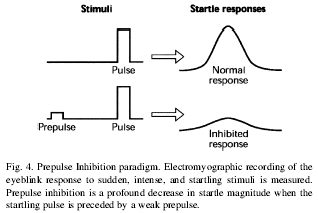 Stimuli
Startle responses
Pulse
Normal
response
Prepulse
Pulse
Inhibited
response
Fig. 4. Prepulse Inhibition paradigm. Electromyographic recording of the
eyeblink response to sudden, intense, and startling stimuli is measured.
Prepulse inhibition is a profound decrease in startle magnitude when the
startling pulse is preceded by a weak prepulse.